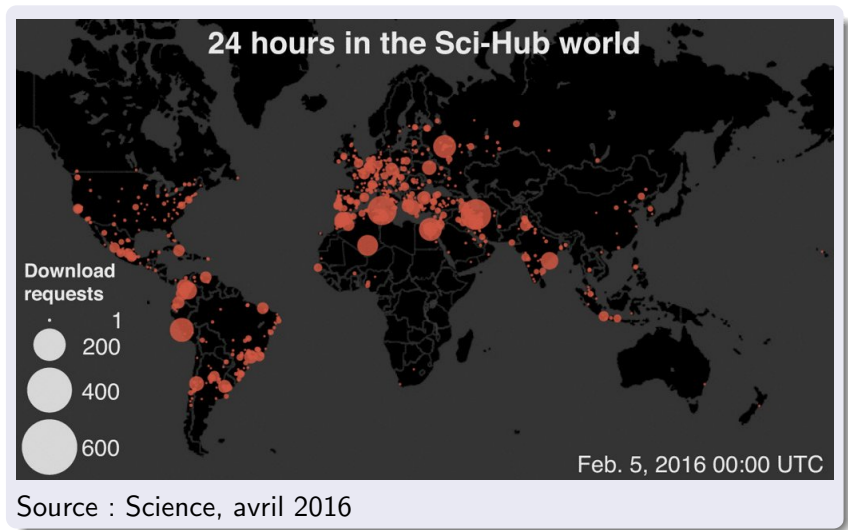 24 hours in the Sci-Hub world
Download
requests
1
200
400
600
Feb. 5, 2016 00:00 UTC
Source : Science, avril 2016